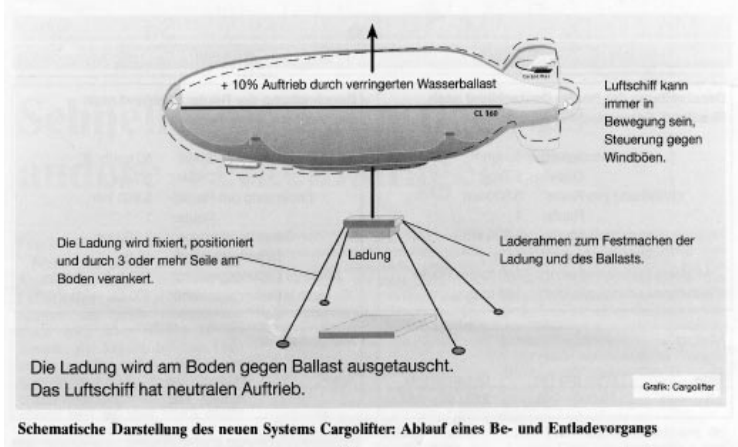 + 10% Auftrieb durch verringerten Wasserballast
CL 160
Luftschiff kann
immer in
Bewegung sein,
Steuerung gegen
Windböen.
Die Ladung wird fixiert, positioniert
und durch 3 oder mehr Seile am
Boden verankert.
Ladung
Laderahmen zum Festmachen der
Ladung und des Ballasts.
Die Ladung wird am Boden gegen Ballast ausgetauscht.
Das Luftschiff hat neutralen Auftrieb.
Grafik: Cargolifter
Schematische Darstellung des neuen Systems Cargolifter: Ablauf eines Be- und Entladevorgangs